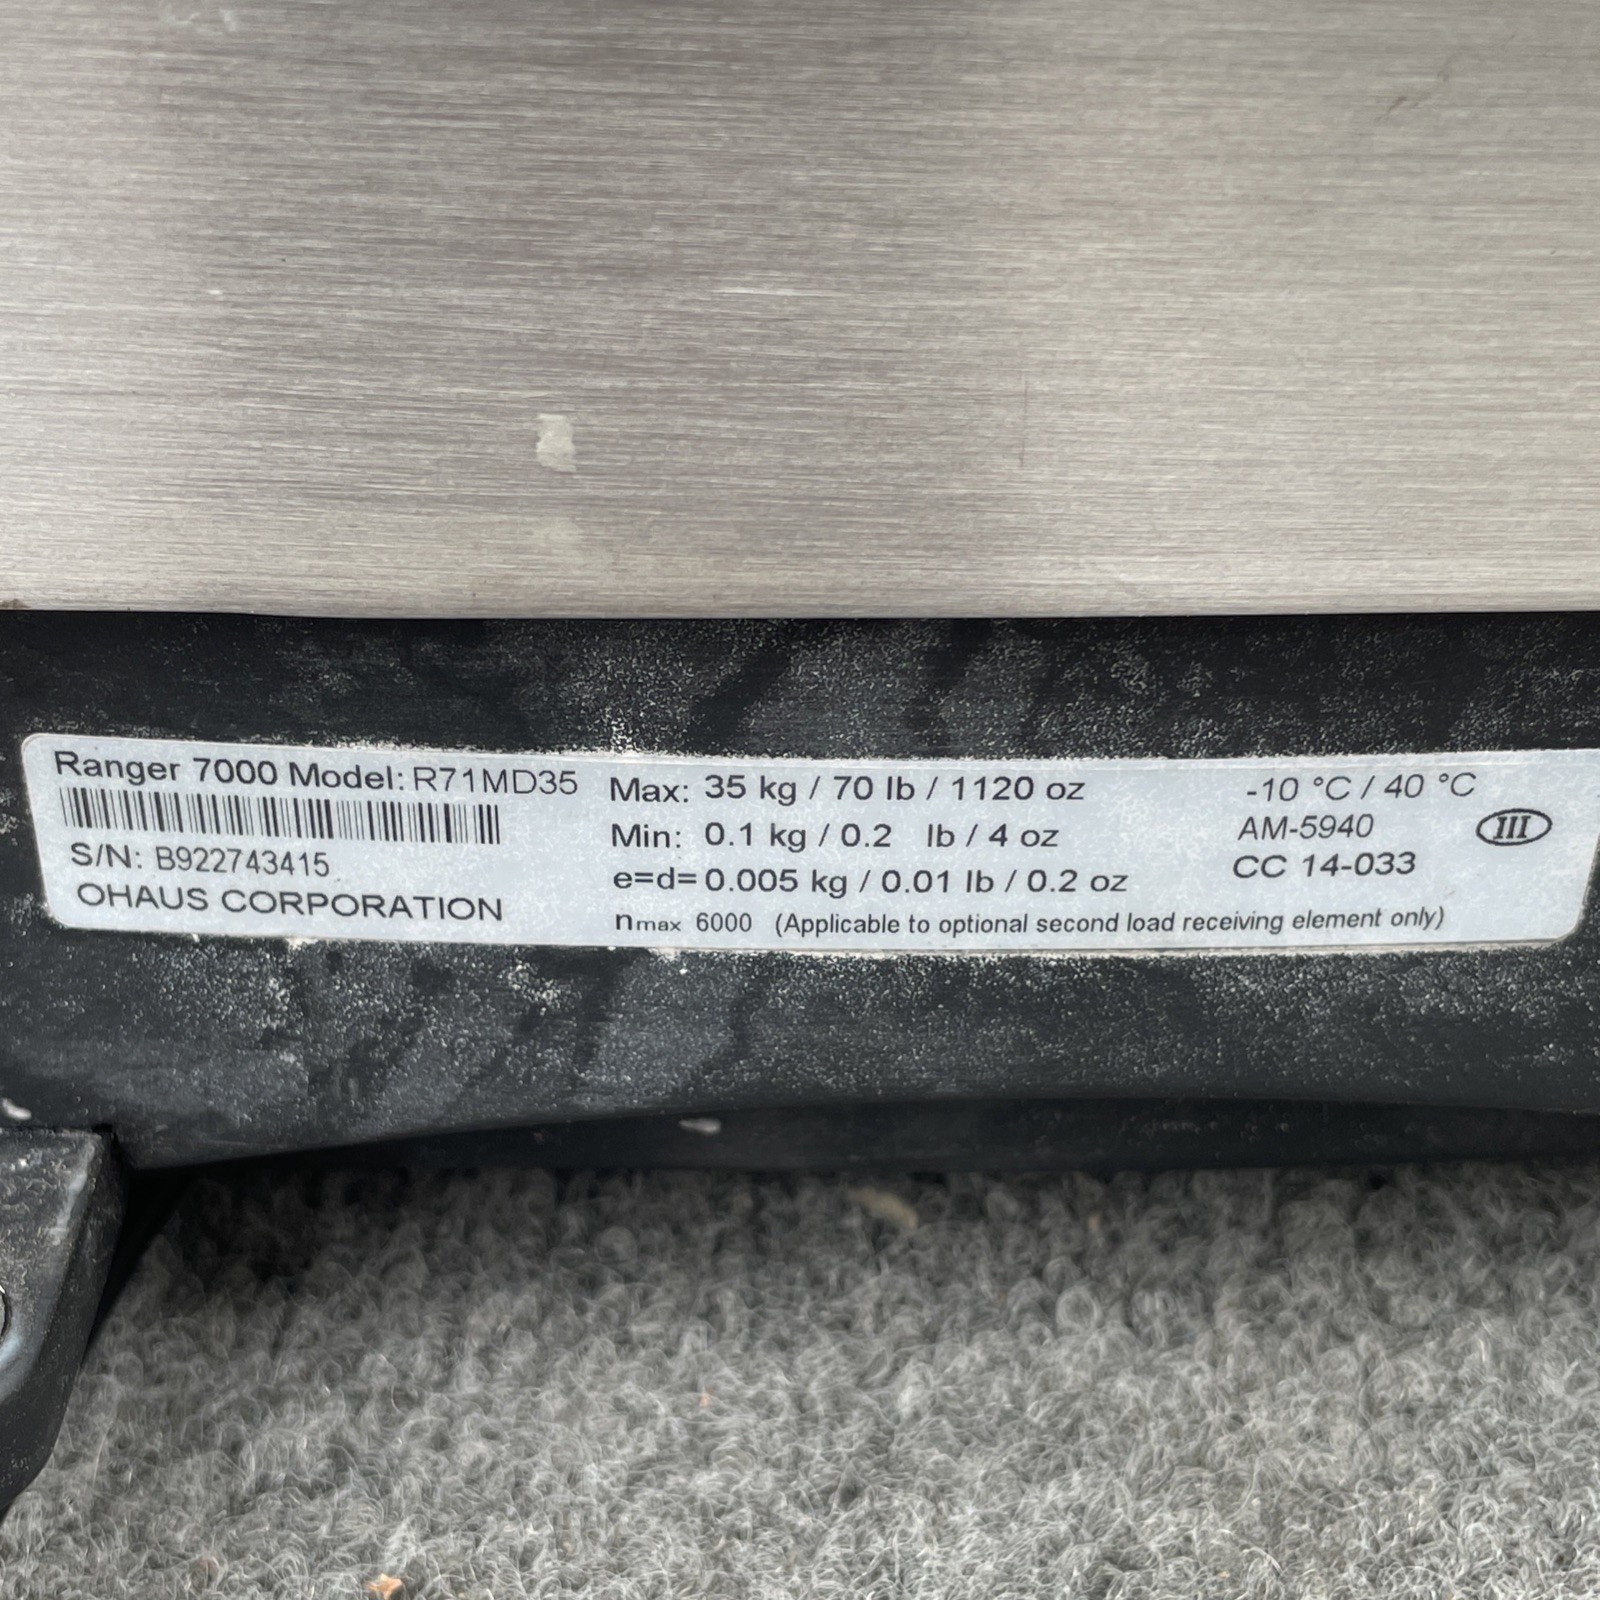 Ranger 7000 Model: R71MD35
S/N: B922743415
OHAUS CORPORATION
Max: 35 kg / 70 lb / 1120 oz
Min: 0.1 kg / 0.2 lb / 4 oz
e=d= 0.005 kg / 0.01 lb / 0.2 oz
nmax 6000 (Applicable to optional second load receiving element only)
-10 °C / 40 °C
AM-5940
CC 14-033
III